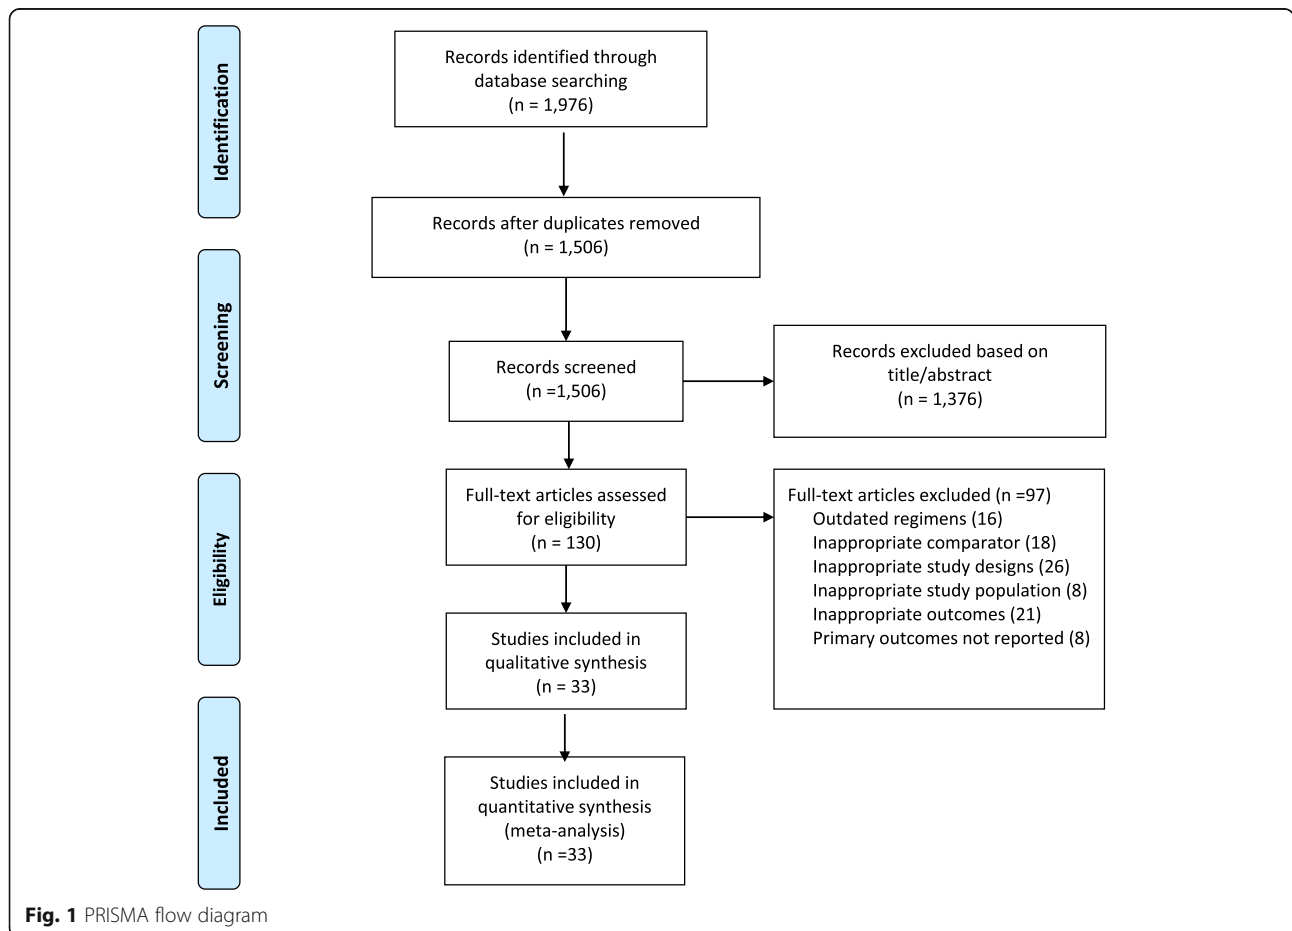 Identification
Records identified through
database searching
(n = 1,976)
Records after duplicates removed
(n = 1,506)
Screening
Records screened
(n =1,506)
Records excluded based on
title/abstract
(n = 1,376)
Eligibility
Full-text articles assessed
for eligibility
(n = 130)
Full-text articles excluded (n =97)
Outdated regimens (16)
Inappropriate comparator (18)
Inappropriate study designs (26)
Inappropriate study population (8)
Inappropriate outcomes (21)
Primary outcomes not reported (8)
Studies included in
qualitative synthesis
(n = 33)
Included
Studies included in
quantitative synthesis
(meta-analysis)
(n =33)
Fig. 1 PRISMA flow diagram